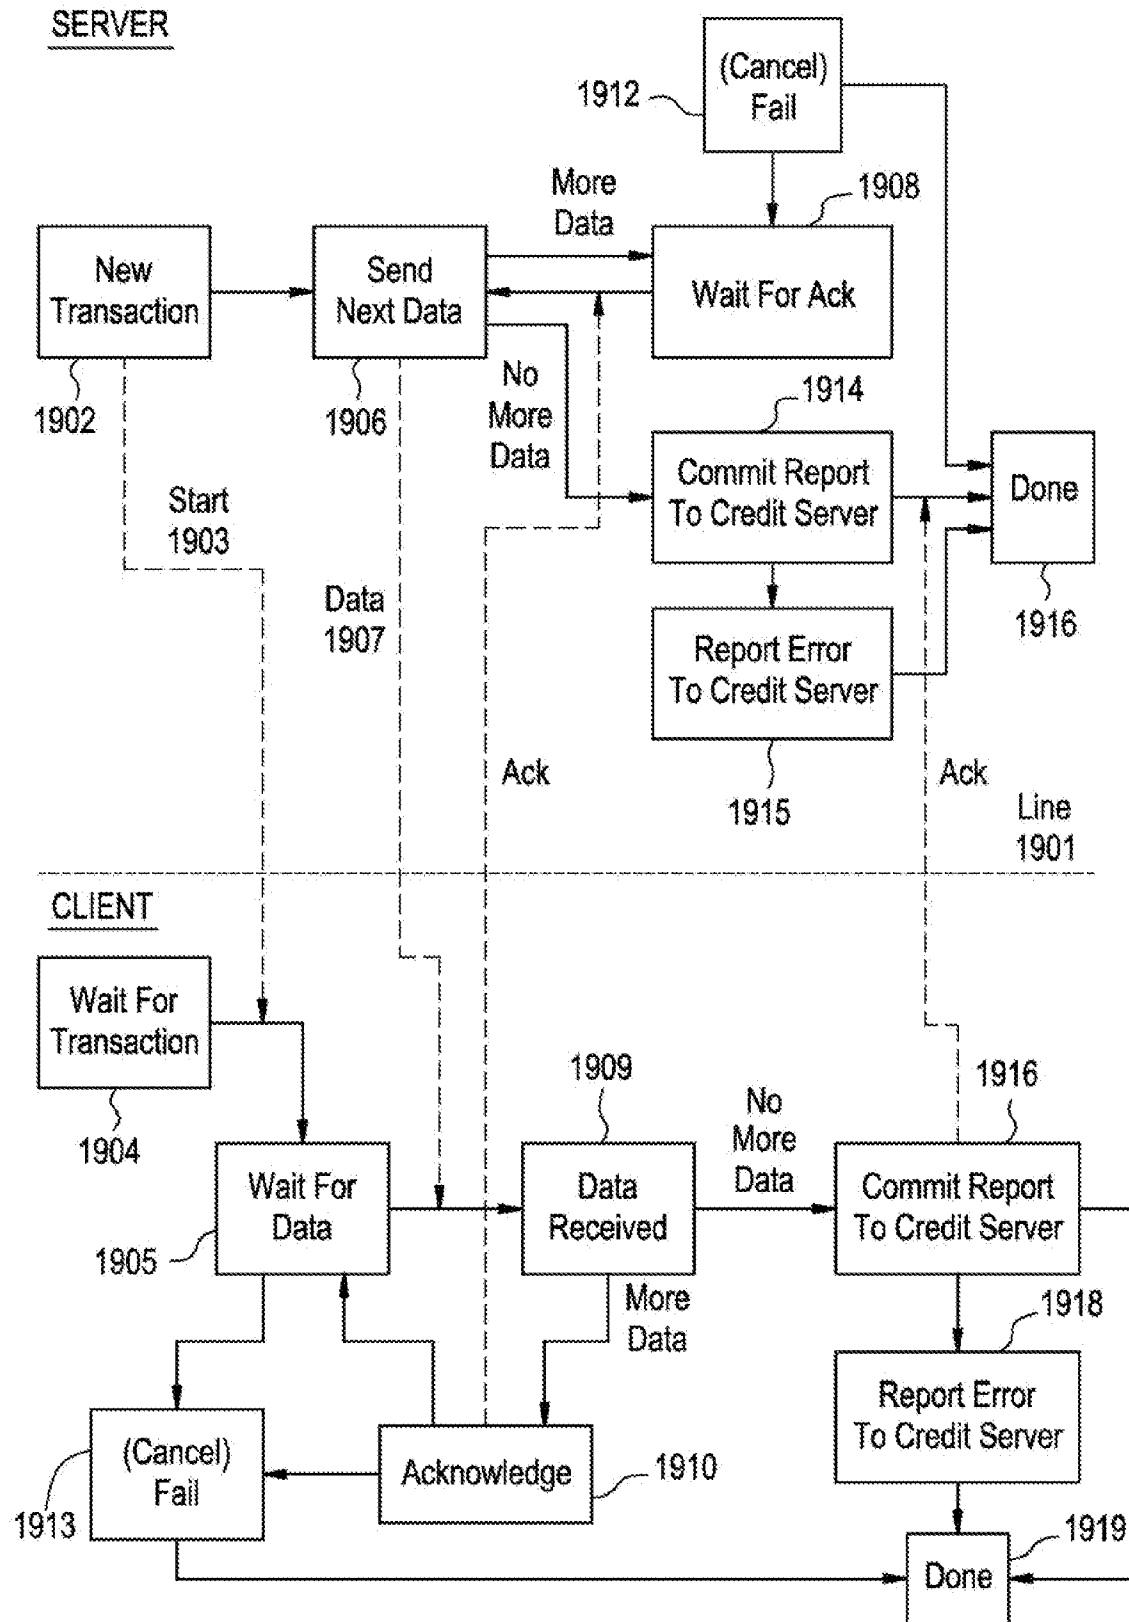 SERVER
(Cancel)
Fail
1912
1908
More
Data
New
Transaction
Send
Next Data
Wait For Ack
1902
1906
No
More
Data
1914
Commit Report
To Credit Server
Done
Start
1903
Data
1907
1916
Report Error
To Credit Server
Ack
Ack
1915
Line
1901
CLIENT
Wait For
Transaction
1904
1909
No
More
Data
1916
Wait For
Data
Data
Received
Commit Report
To Credit Server
1905
More
Data
1918
Report Error
To Credit Server
(Cancel)
Fail
Acknowledge
1910
1913
1919
Done